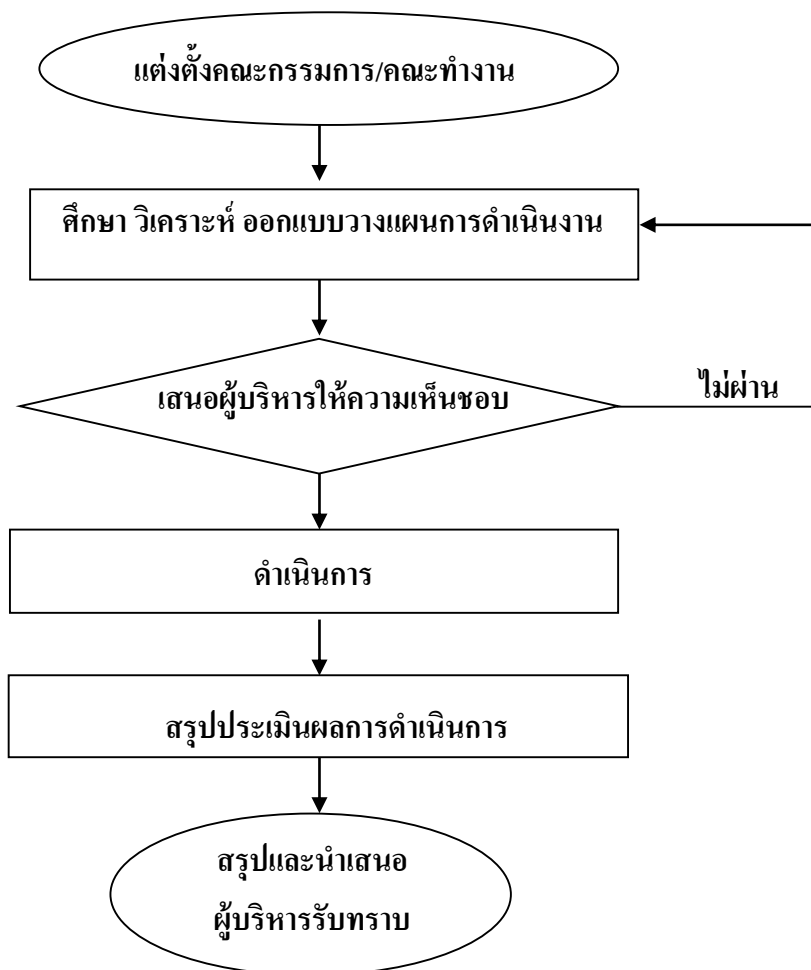 แต่งตั้งคณะกรรมการ/คณะทำงาน
ศึกษา วิเคราะห์ ออกแบบวางแผนการดำเนินงาน
เสนอผู้บริหารให้ความเห็นชอบ
ไม่ผ่าน
ดำเนินการ
สรุปประเมินผลการดำเนินการ
สรุปและนำเสนอ
ผู้บริหารรับทราบ